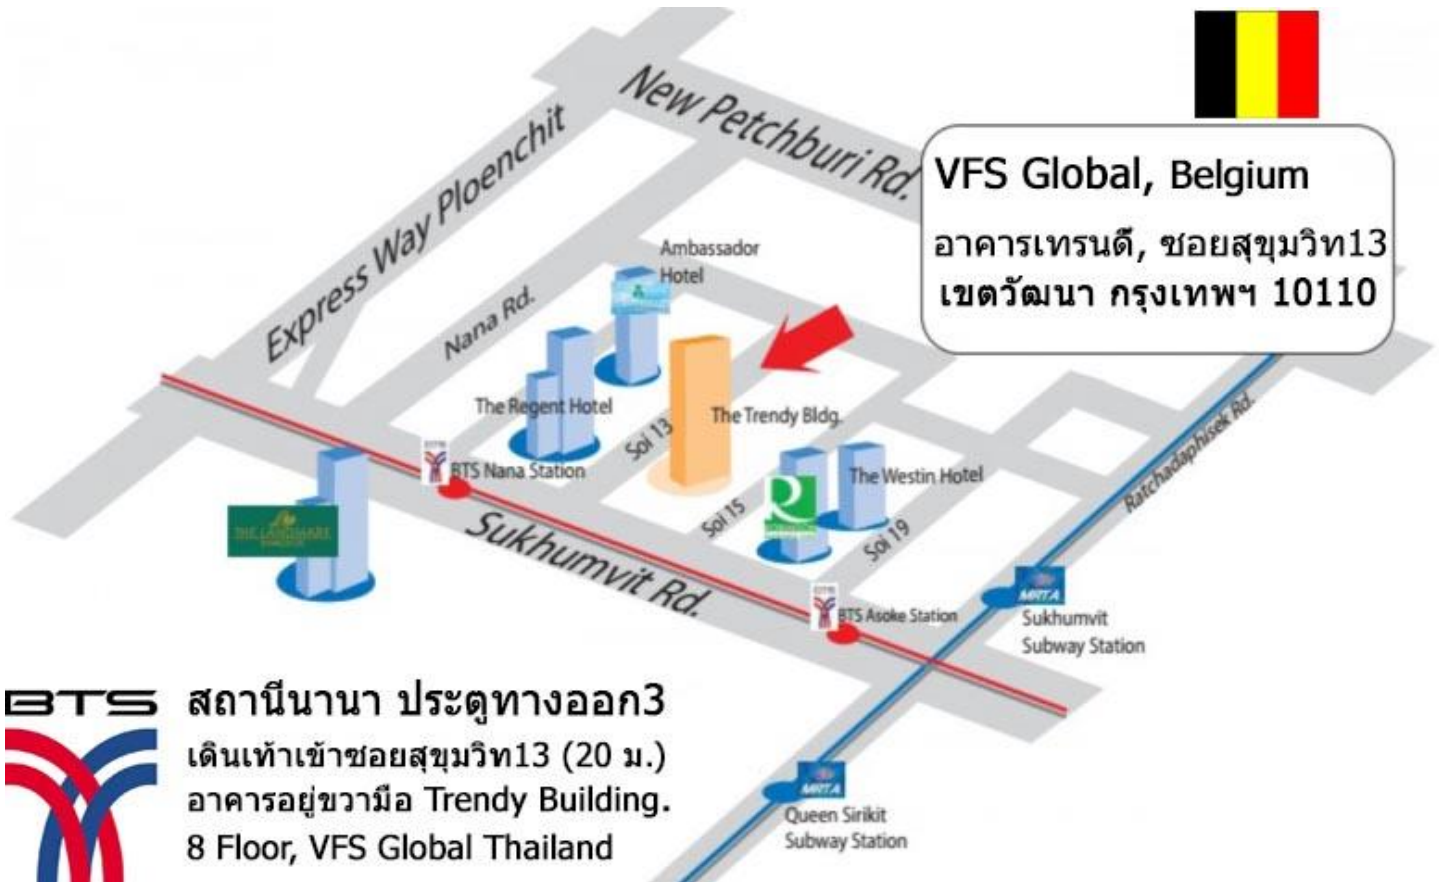 New Petchburi Rd.
Express Way Ploenchit
VFS Global, Belgium
อาคารเทรนดี, ซอยสุขุมวิท13
เขตวัฒนา กรุงเทพฯ 10110
Ambassador
Hotel
Nana Rd.
The Regent Hotel
Soi 13
The Trendy Bldg.
BTS Nana Station
The Westin Hotel
Ratchadaphisek Rd.
Soi 15
Soi 19
THE LANDMARK
Sukhumvit Rd.
BTS Asoke Station
MRTA
Sukhumvit
Subway Station
MRTA
Queen Sirikit
Subway Station
BTS
สถานีนานา ประตูทางออก3
เดินเท้าเข้าซอยสุขุมวิท13 (20 ม.)
อาคารอยู่ขวามือ Trendy Building.
8 Floor, VFS Global Thailand